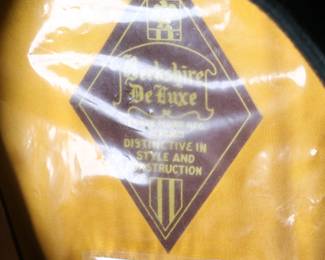 Berkshire
De Luxe
DISTINCTIVE IN
STYLE AND
CONSTRUCTION